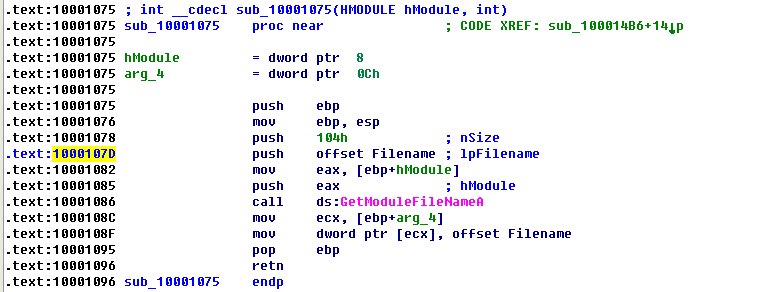 .text:10001075 ; int __cdecl sub_10001075(HMODULE hModule, int)
.text:10001075 sub_10001075    proc near               ; CODE XREF: sub_100014B6+14↓p
.text:10001075
.text:10001075 hModule         = dword ptr  8
.text:10001075 arg_4           = dword ptr  0Ch
.text:10001075
.text:10001075                 push    ebp
.text:10001076                 mov     ebp, esp
.text:10001078                 push    104h            ; nSize
.text:1000107D                 push    offset Filename ; lpFilename
.text:10001082                 mov     eax, [ebp+hModule]
.text:10001085                 push    eax             ; hModule
.text:10001086                 call    ds:GetModuleFileNameA
.text:1000108C                 mov     ecx, [ebp+arg_4]
.text:1000108F                 mov     dword ptr [ecx], offset Filename
.text:10001095                 pop     ebp
.text:10001096                 retn
.text:10001096 sub_10001075    endp